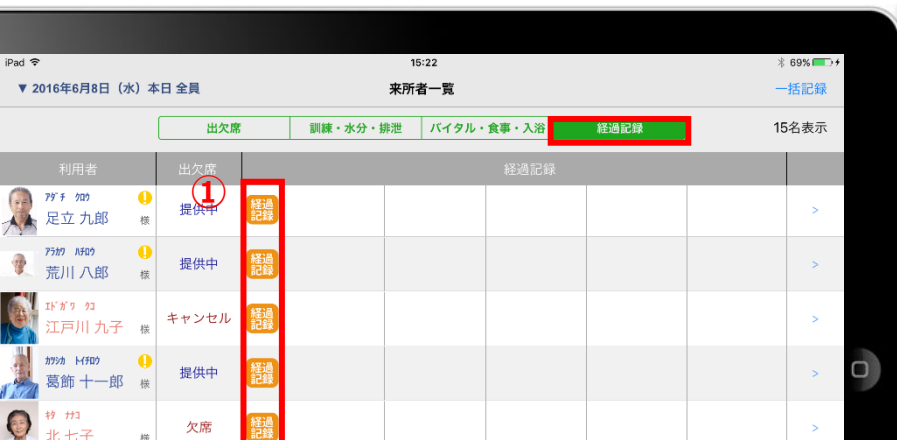 iPad 15:22 69%
▼ 2016年6月8日（水）本日 全員 来所者一覧 一括記録
出欠席 訓練・水分・排泄 バイタル・食事・入浴 経過記録 15名表示
利用者 出欠席 経過記録
①
ｱﾀﾞﾁ ｸﾛｳ
足立 九郎 様 提供中 経過記録 >
ｱﾗｶﾜ ﾊﾁﾛｳ
荒川 八郎 様 提供中 経過記録 >
ｴﾄﾞｶﾞﾜ ｸｺ
江戸川 九子 様 キャンセル 経過記録 >
ｶﾂｼｶ ﾄｲﾁﾛｳ
葛飾 十一郎 様 提供中 経過記録 >
ｷﾀ ﾅﾅｺ
北 七子 様 欠席 経過記録 >